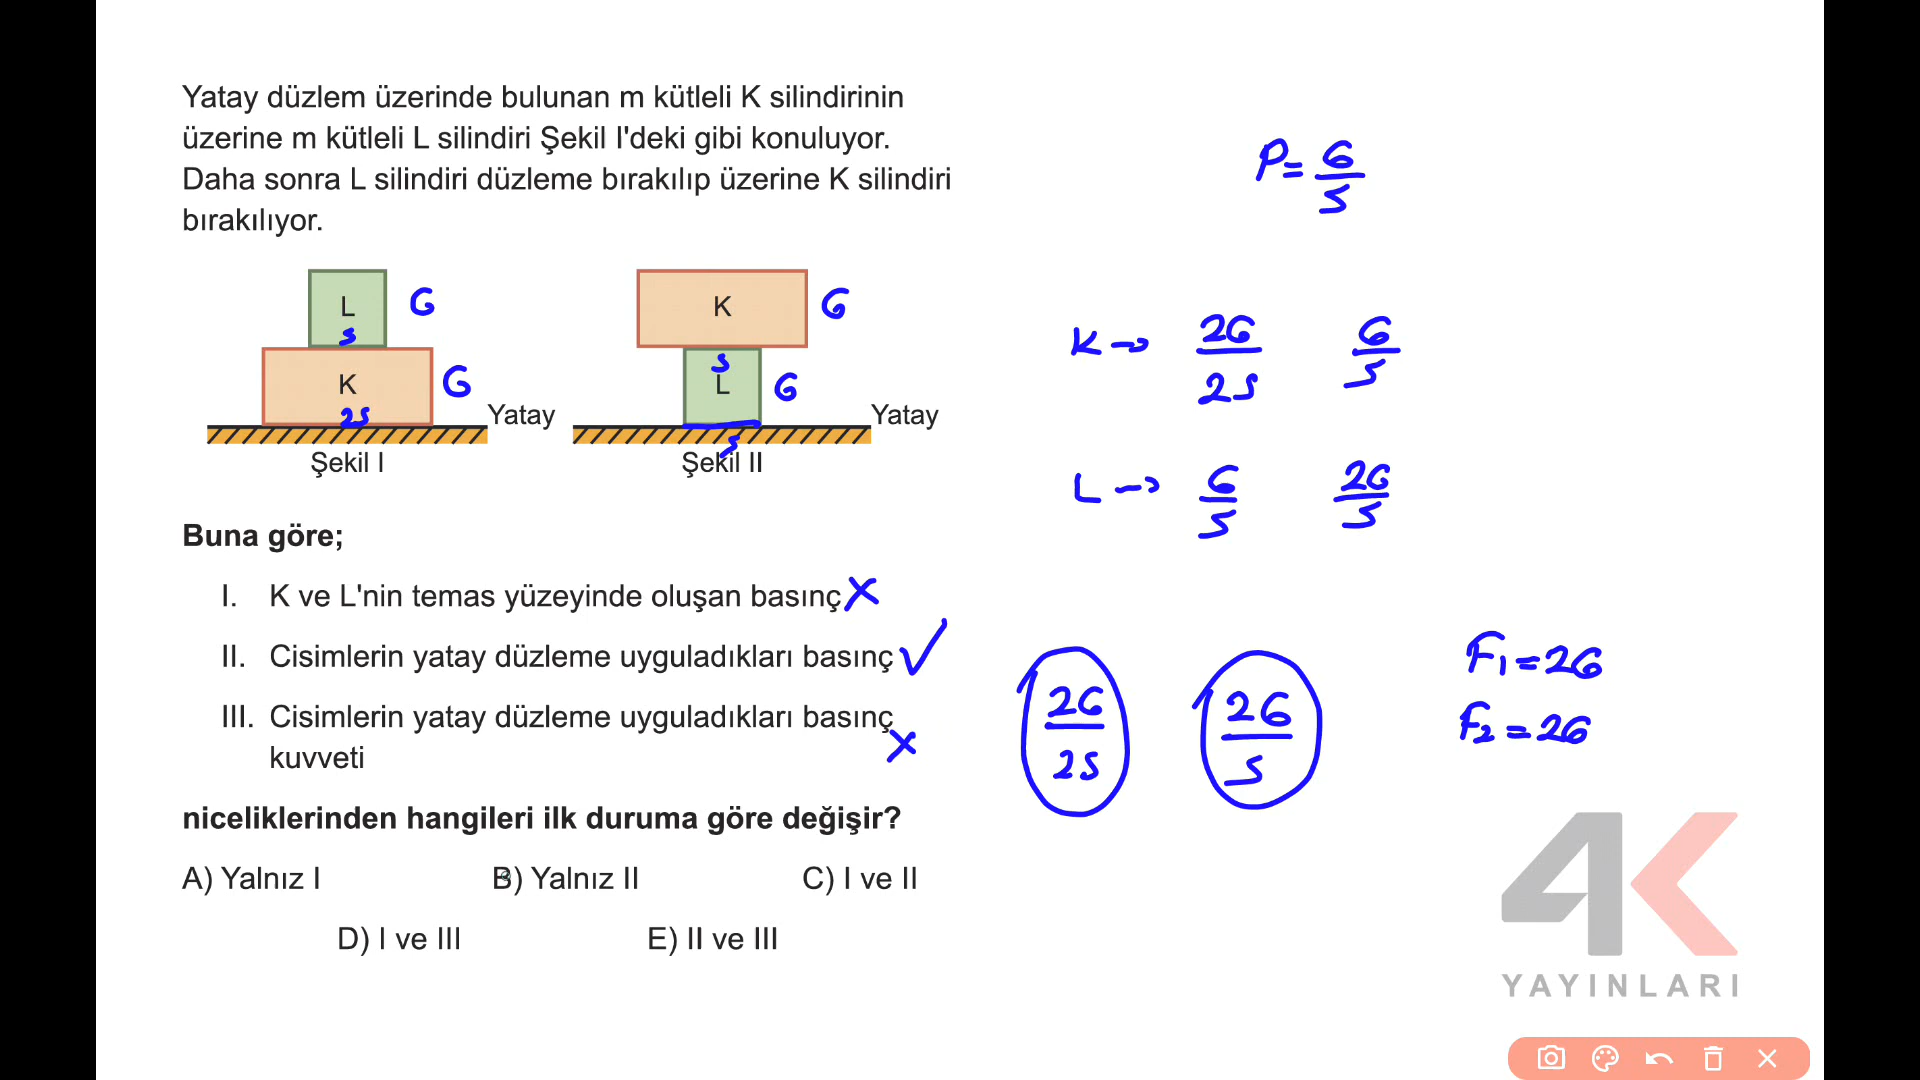 Yatay düzlem üzerinde bulunan m kütleli K silindirinin
üzerine m kütleli L silindiri Şekil I'deki gibi konuluyor.
Daha sonra L silindiri düzleme bırakılıp üzerine K silindiri
bırakılıyor.
P = G/S
L G
S
K G
2S
Yatay
Şekil I
K G
S
L G
S
Yatay
Şekil II
K → 2G/2S G/S
L → G/S 2G/S
Buna göre;
I. K ve L'nin temas yüzeyinde oluşan basınç ✗
II. Cisimlerin yatay düzleme uyguladıkları basınç ✓
III. Cisimlerin yatay düzleme uyguladıkları basınç
kuvveti ✗
2G/2S 2G/S
F₁ = 2G
F₂ = 2G
niceliklerinden hangileri ilk duruma göre değişir?
A) Yalnız I B) Yalnız II C) I ve II
D) I ve III E) II ve III
4K
YAYINLARI